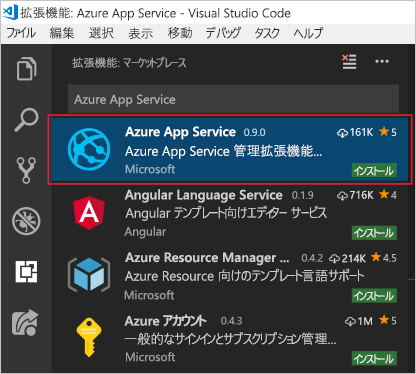 拡張機能: Azure App Service - Visual Studio Code
ファイル 編集 選択 表示 移動 デバッグ タスク ヘルプ
拡張機能: マーケットプレース
Azure App Service
Azure App Service 0.9.0 161K ★5
Azure App Service 管理拡張機能...
Microsoft インストール
Angular Language Service 0.1.9 716K ★4
Angular テンプレート向けエディター サービス
Angular インストール
Azure Resource Manager ... 0.4.2 214K ★4.5
Azure Resource 向けのテンプレート言語サポート
Microsoft インストール
Azure アカウント 0.4.3 1M ★5
一般的なサインインとサブスクリプション管理...
Microsoft インストール